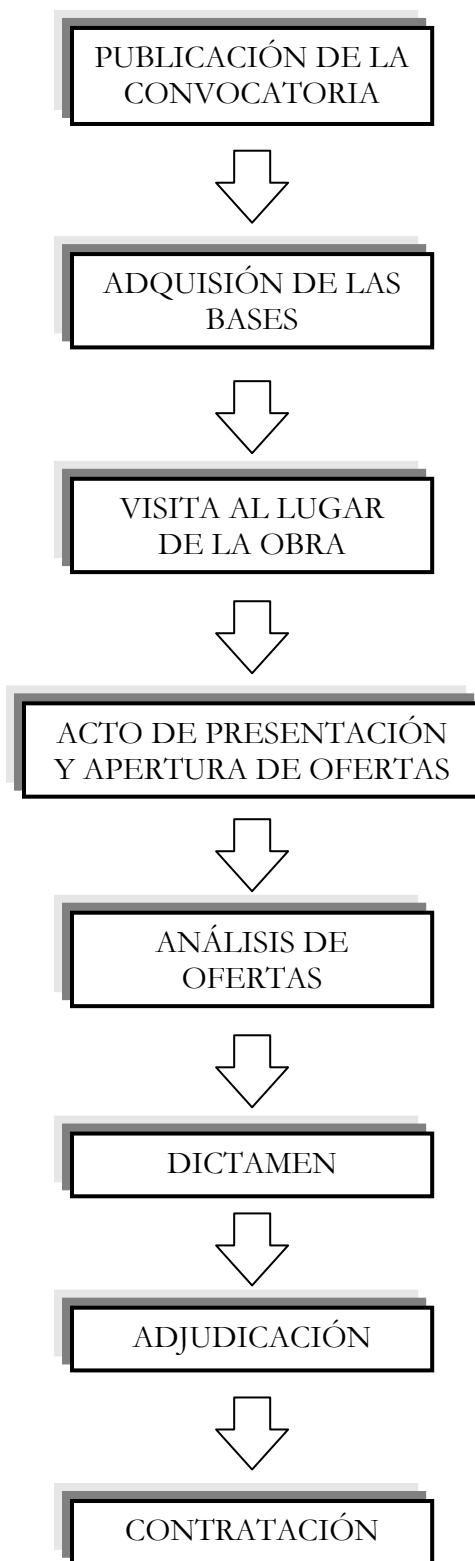 PUBLICACIÓN DE LA
CONVOCATORIA
ADQUISIÓN DE LAS
BASES
VISITA AL LUGAR
DE LA OBRA
ACTO DE PRESENTACIÓN
Y APERTURA DE OFERTAS
ANÁLISIS DE
OFERTAS
DICTAMEN
ADJUDICACIÓN
CONTRATACIÓN